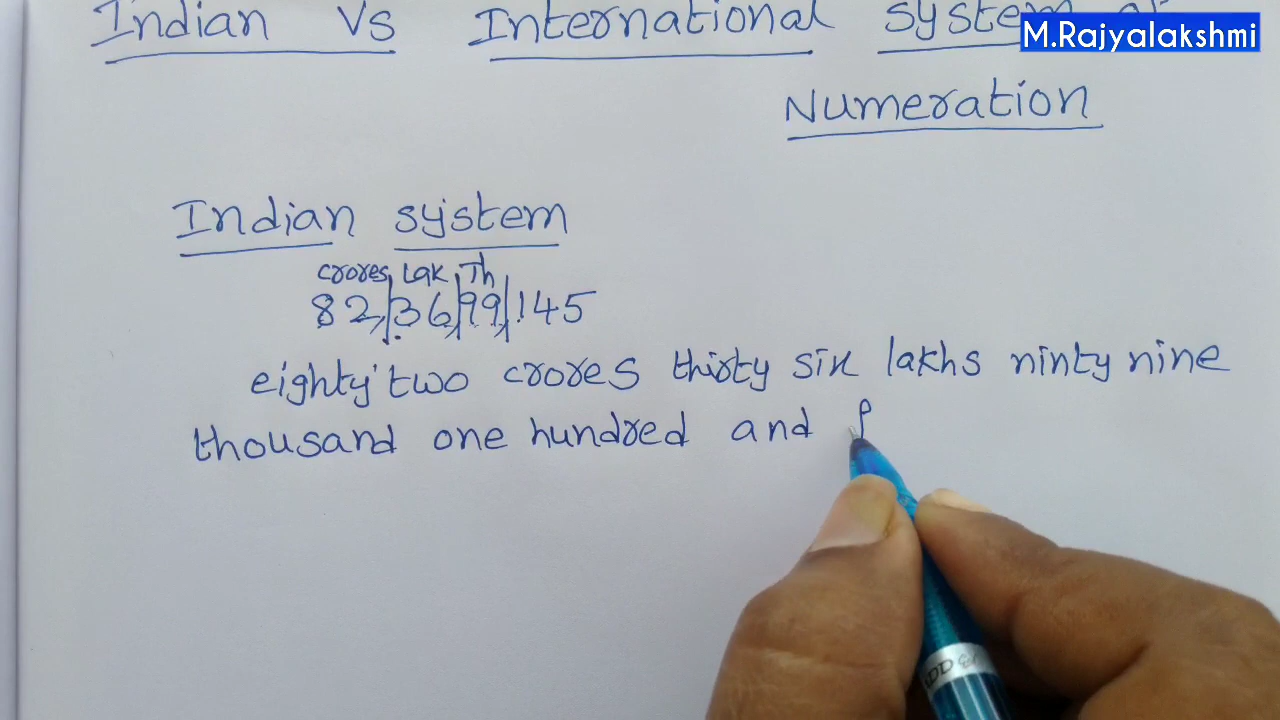 Indian Vs International system of
M.Rajyalakshmi
Numeration
Indian system
crores Lak Th
82,36,99,145
eighty two crores thirty six lakhs ninty nine
thousand one hundred and f